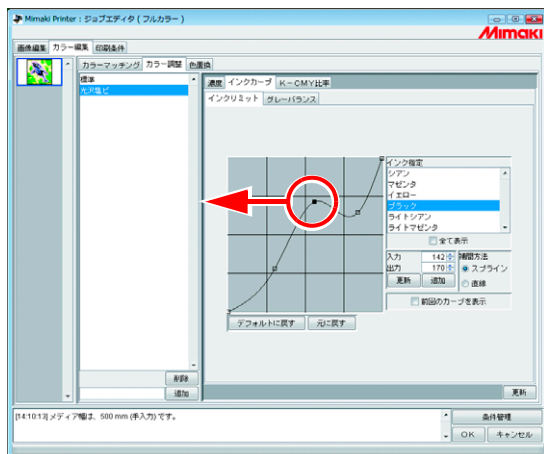 Mimaki Printer : ジョブエディタ ( フルカラー )
Mimaki
画像編集 カラー編集 印刷条件
カラーマッチング カラー調整 色置換
標準
光沢塩ビ
濃度 インクカーブ K-CMY比率
インクリミット グレーバランス
インク指定
シアン
マゼンタ
イエロー
ブラック
ライトシアン
ライトマゼンタ
全て表示
入力 142
出力 170
更新 追加
補間方法
スプライン
直線
前回のカーブを表示
デフォルトに戻す 元に戻す
削除
追加
更新
[14:10:13] メディア幅は、500 mm (手入力) です。
条件管理
OK キャンセル